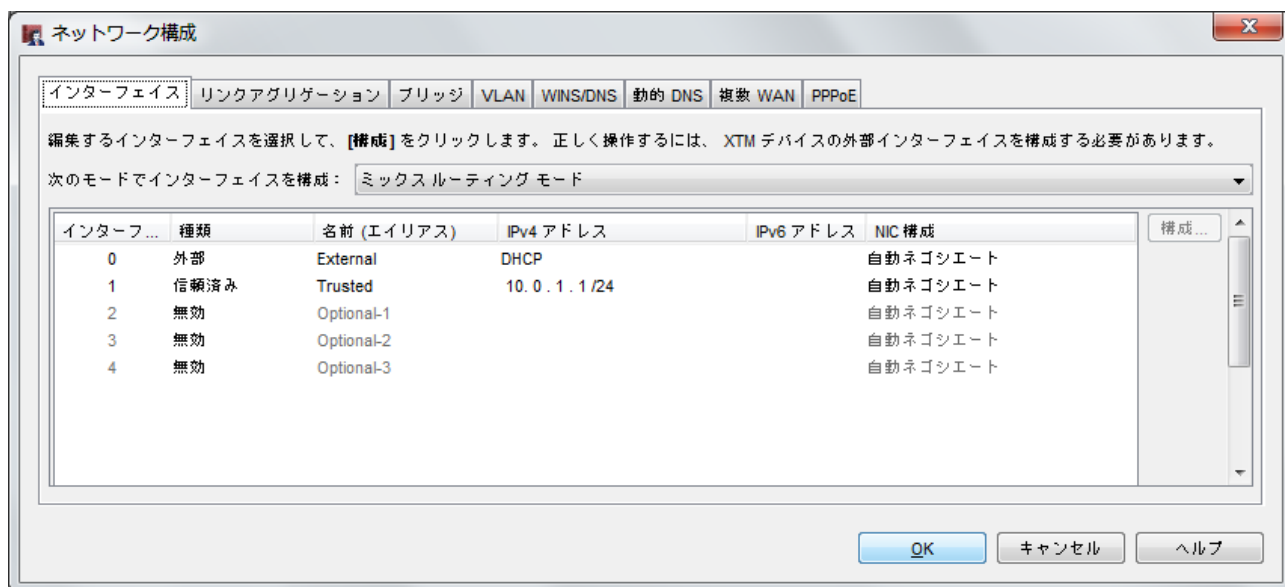 ネットワーク構成
インターフェイス リンクアグリゲーション ブリッジ VLAN WINS/DNS 動的 DNS 複数 WAN PPPoE
編集するインターフェイスを選択して、[構成] をクリックします。 正しく操作するには、 XTM デバイスの外部インターフェイスを構成する必要があります。
次のモードでインターフェイスを構成： ミックス ルーティング モード
インターフ... 種類 名前 (エイリアス) IPv4 アドレス IPv6 アドレス NIC 構成 構成...
0 外部 External DHCP 自動ネゴシエート
1 信頼済み Trusted 10. 0 . 1 . 1 /24 自動ネゴシエート
2 無効 Optional-1 自動ネゴシエート
3 無効 Optional-2 自動ネゴシエート
4 無効 Optional-3 自動ネゴシエート
OK キャンセル ヘルプ